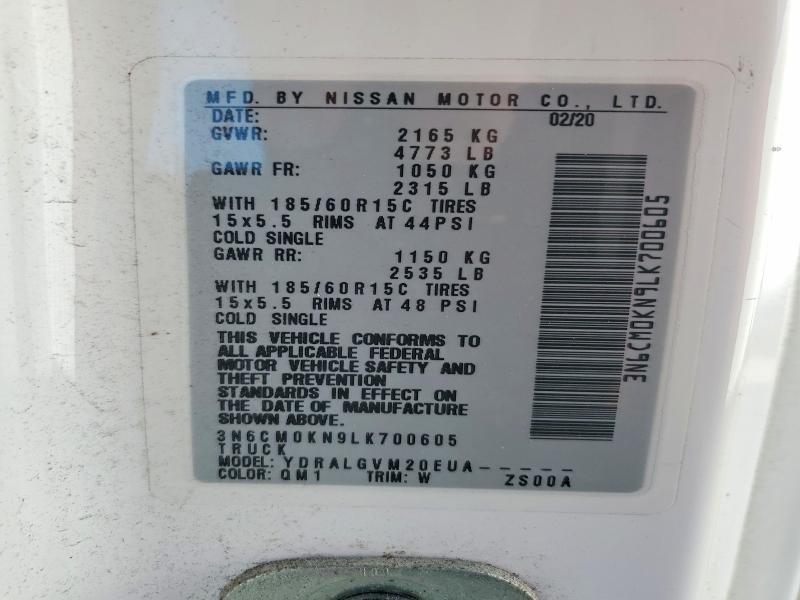 MFD. BY NISSAN MOTOR CO., LTD.
DATE: 02/20
GVWR: 2165 KG
4773 LB
GAWR FR: 1050 KG
2315 LB
WITH 185/60R15C TIRES
15x5.5 RIMS AT 44PSI
COLD SINGLE
GAWR RR: 1150 KG
2535 LB
WITH 185/60R15C TIRES
15x5.5 RIMS AT 48 PSI
COLD SINGLE
THIS VEHICLE CONFORMS TO
ALL APPLICABLE FEDERAL
MOTOR VEHICLE SAFETY AND
THEFT PREVENTION
STANDARDS IN EFFECT ON
THE DATE OF MANUFACTURE
SHOWN ABOVE.
3N6CM0KN9LK700605
TRUCK
MODEL: YDRALGVM20EUA-----
COLOR: QM1 TRIM: W ZS00A
3N6CM0KN9LK700605